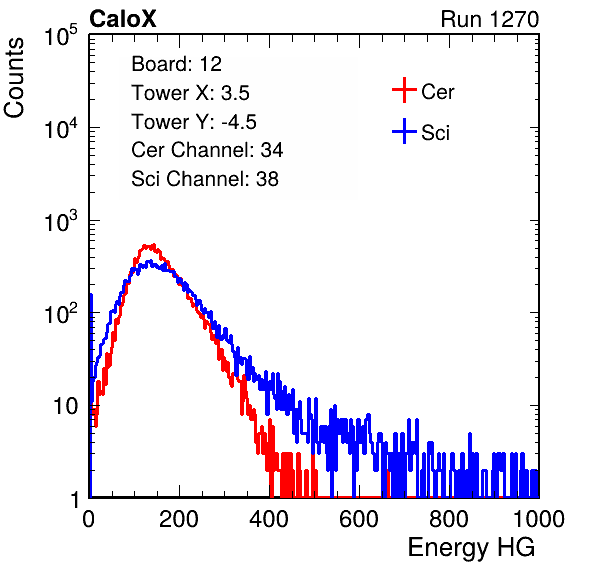 CaloX Run 1270
Counts
Board: 12
Tower X: 3.5
Tower Y: -4.5
Cer Channel: 34
Sci Channel: 38
Cer
Sci
10^5
10^4
10^3
10^2
10
1
0 200 400 600 800 1000
Energy HG